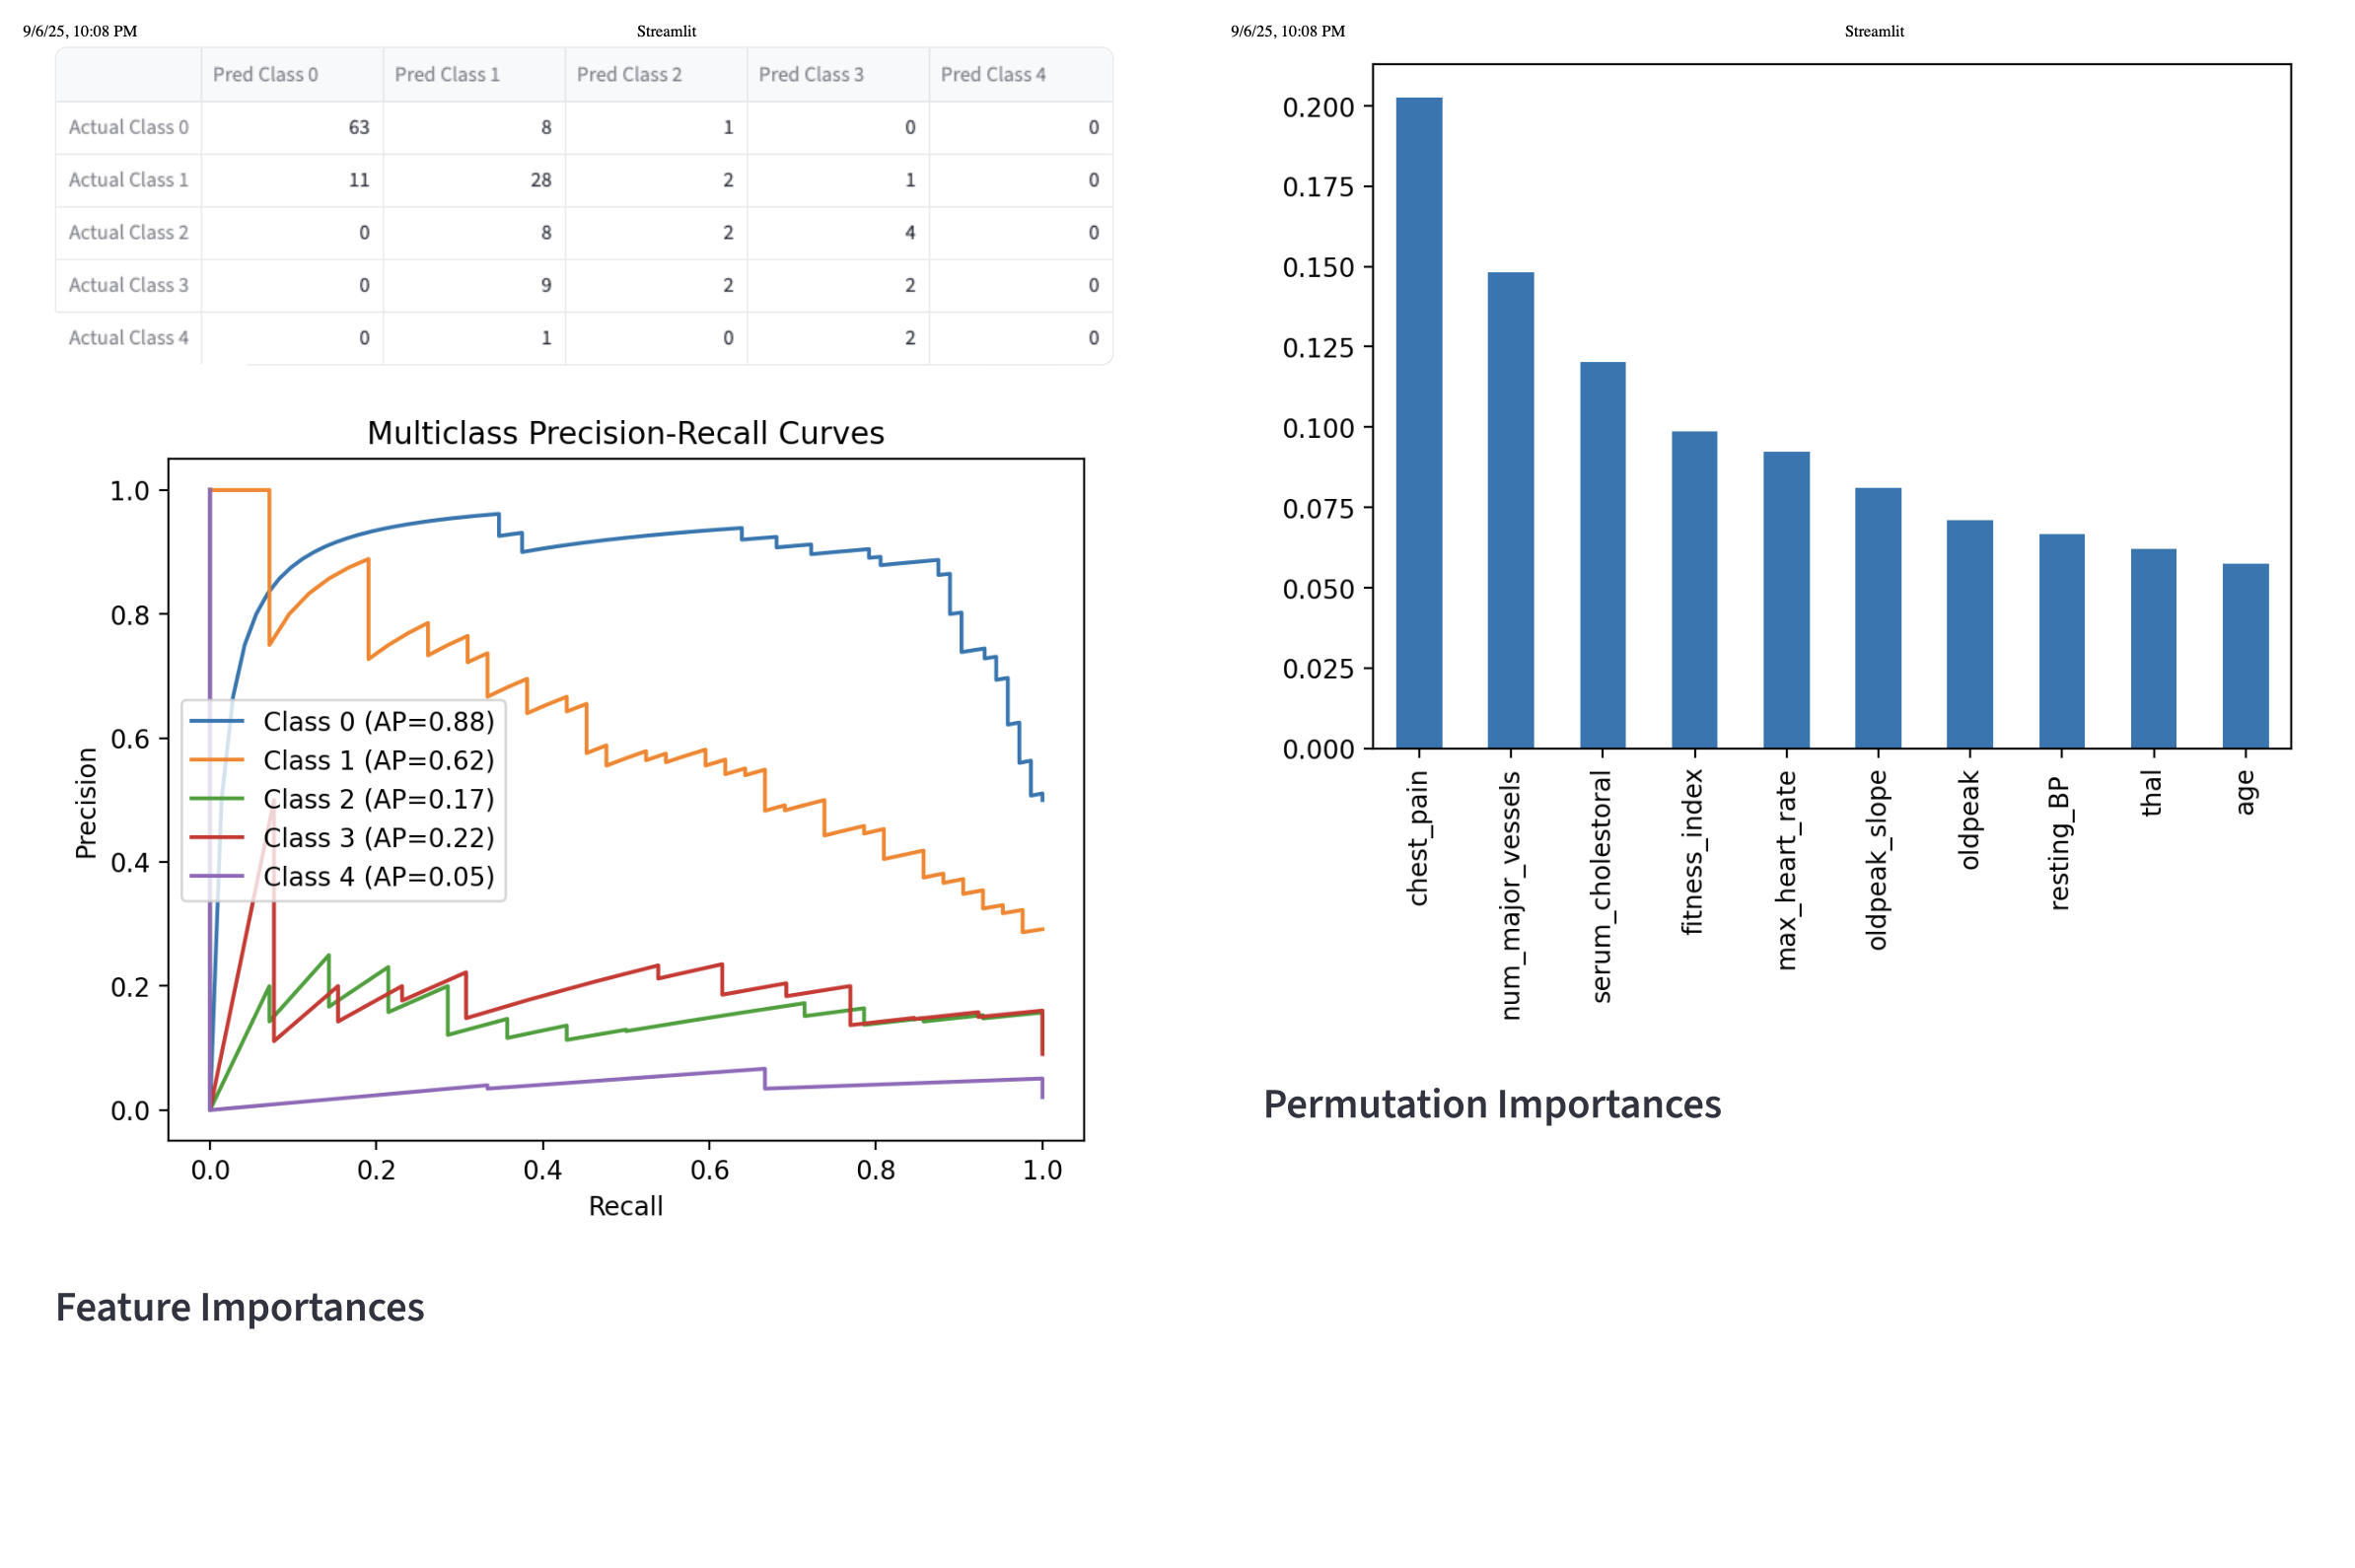 9/6/25, 10:08 PM Streamlit
Pred Class 0 Pred Class 1 Pred Class 2 Pred Class 3 Pred Class 4
Actual Class 0 63 8 1 0 0
Actual Class 1 11 28 2 1 0
Actual Class 2 0 8 2 4 0
Actual Class 3 0 9 2 2 0
Actual Class 4 0 1 0 2 0
Multiclass Precision-Recall Curves
1.0
0.8
0.6
0.4
0.2
0.0
Precision
Class 0 (AP=0.88)
Class 1 (AP=0.62)
Class 2 (AP=0.17)
Class 3 (AP=0.22)
Class 4 (AP=0.05)
0.0 0.2 0.4 0.6 0.8 1.0
Recall
Feature Importances
9/6/25, 10:08 PM Streamlit
0.200
0.175
0.150
0.125
0.100
0.075
0.050
0.025
0.000
chest_pain
num_major_vessels
serum_cholestoral
fitness_index
max_heart_rate
oldpeak_slope
oldpeak
resting_BP
thal
age
Permutation Importances